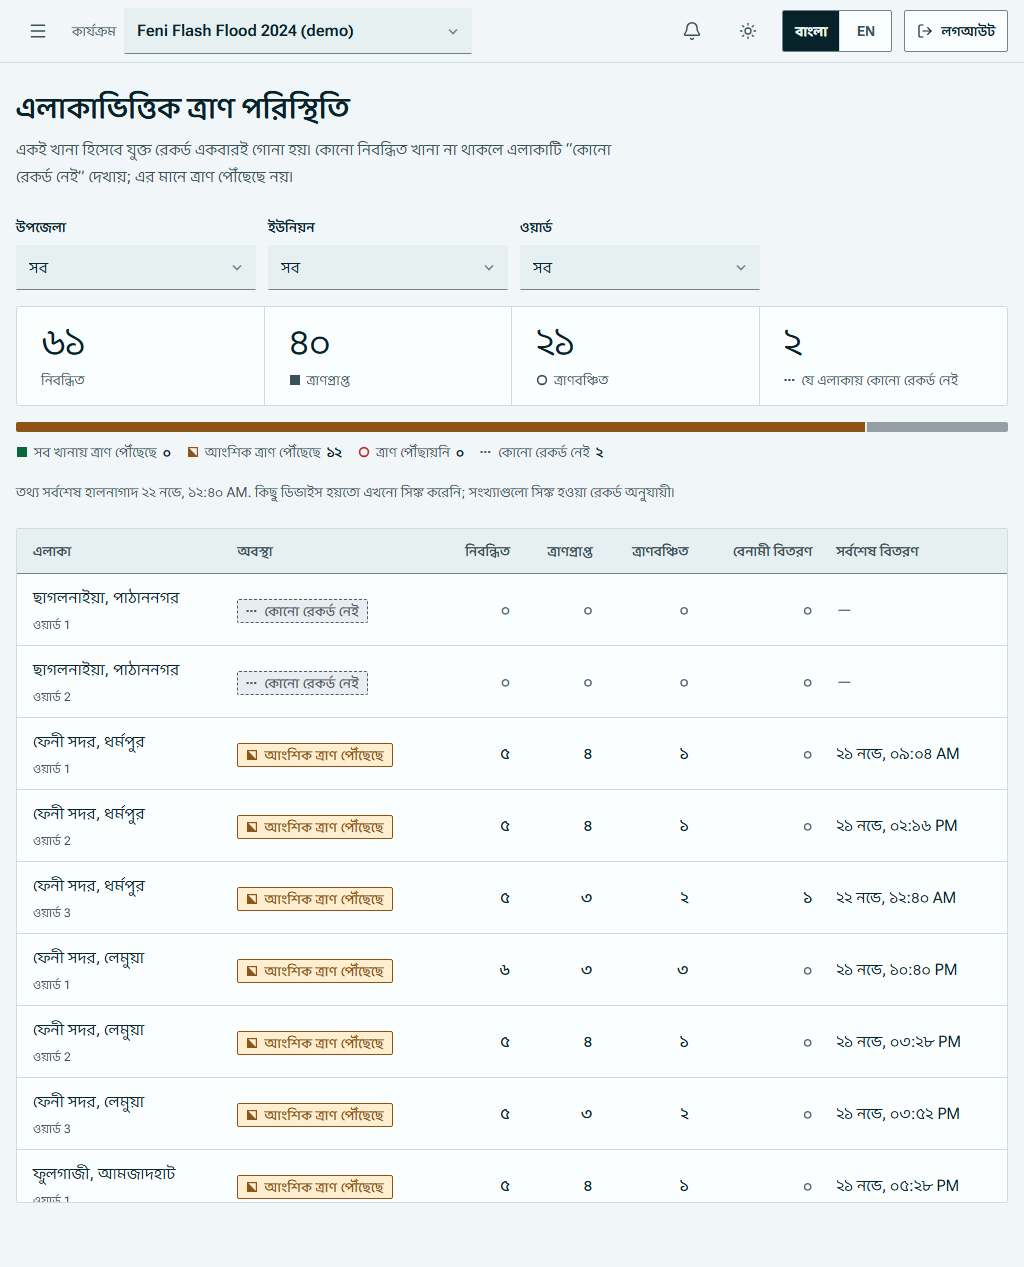 কার্যক্রম Feni Flash Flood 2024 (demo) বাংলা EN লগআউট
এলাকাভিত্তিক ত্রাণ পরিস্থিতি
একই খানা হিসেবে যুক্ত রেকর্ড একবারই গোনা হয়। কোনো নিবন্ধিত খানা না থাকলে এলাকাটি “কোনো
রেকর্ড নেই” দেখায়; এর মানে ত্রাণ পৌঁছেছে নয়।
উপজেলা ইউনিয়ন ওয়ার্ড
সব সব সব
৬১ ৪০ ২১ ২
নিবন্ধিত ত্রাণপ্রাপ্ত ত্রাণবঞ্চিত যে এলাকায় কোনো রেকর্ড নেই
সব খানায় ত্রাণ পৌঁছেছে ০ আংশিক ত্রাণ পৌঁছেছে ১২ ত্রাণ পৌঁছায়নি ০ কোনো রেকর্ড নেই ২
তথ্য সর্বশেষ হালনাগাদ ২২ নভে, ১২:৪০ AM. কিছু ডিভাইস হয়তো এখনো সিঙ্ক করেনি; সংখ্যাগুলো সিঙ্ক হওয়া রেকর্ড অনুযায়ী।
এলাকা অবস্থা নিবন্ধিত ত্রাণপ্রাপ্ত ত্রাণবঞ্চিত বেনামী বিতরণ সর্বশেষ বিতরণ
ছাগলনাইয়া, পাঠাননগর
ওয়ার্ড 1 কোনো রেকর্ড নেই ০ ০ ০ ০ —
ছাগলনাইয়া, পাঠাননগর
ওয়ার্ড 2 কোনো রেকর্ড নেই ০ ০ ০ ০ —
ফেনী সদর, ধর্মপুর
ওয়ার্ড 1 আংশিক ত্রাণ পৌঁছেছে ৫ ৪ ১ ০ ২১ নভে, ০৯:০৪ AM
ফেনী সদর, ধর্মপুর
ওয়ার্ড 2 আংশিক ত্রাণ পৌঁছেছে ৫ ৪ ১ ০ ২১ নভে, ০২:১৬ PM
ফেনী সদর, ধর্মপুর
ওয়ার্ড 3 আংশিক ত্রাণ পৌঁছেছে ৫ ৩ ২ ১ ২২ নভে, ১২:৪০ AM
ফেনী সদর, লেমুয়া
ওয়ার্ড 1 আংশিক ত্রাণ পৌঁছেছে ৬ ৩ ৩ ০ ২১ নভে, ১০:৪০ PM
ফেনী সদর, লেমুয়া
ওয়ার্ড 2 আংশিক ত্রাণ পৌঁছেছে ৫ ৪ ১ ০ ২১ নভে, ০৩:২৮ PM
ফেনী সদর, লেমুয়া
ওয়ার্ড 3 আংশিক ত্রাণ পৌঁছেছে ৫ ৩ ২ ০ ২১ নভে, ০৩:৫২ PM
ফুলগাজী, আমজাদহাট
ওয়ার্ড 1 আংশিক ত্রাণ পৌঁছেছে ৫ ৪ ১ ০ ২১ নভে, ০৫:২৮ PM